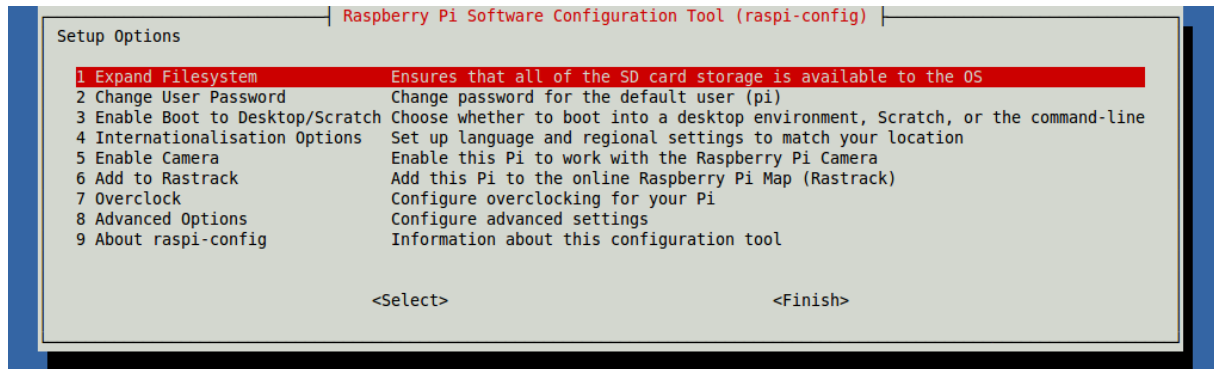 Raspberry Pi Software Configuration Tool (raspi-config)
Setup Options
1 Expand Filesystem Ensures that all of the SD card storage is available to the OS
2 Change User Password Change password for the default user (pi)
3 Enable Boot to Desktop/Scratch Choose whether to boot into a desktop environment, Scratch, or the command-line
4 Internationalisation Options Set up language and regional settings to match your location
5 Enable Camera Enable this Pi to work with the Raspberry Pi Camera
6 Add to Rastrack Add this Pi to the online Raspberry Pi Map (Rastrack)
7 Overclock Configure overclocking for your Pi
8 Advanced Options Configure advanced settings
9 About raspi-config Information about this configuration tool
<Select> <Finish>